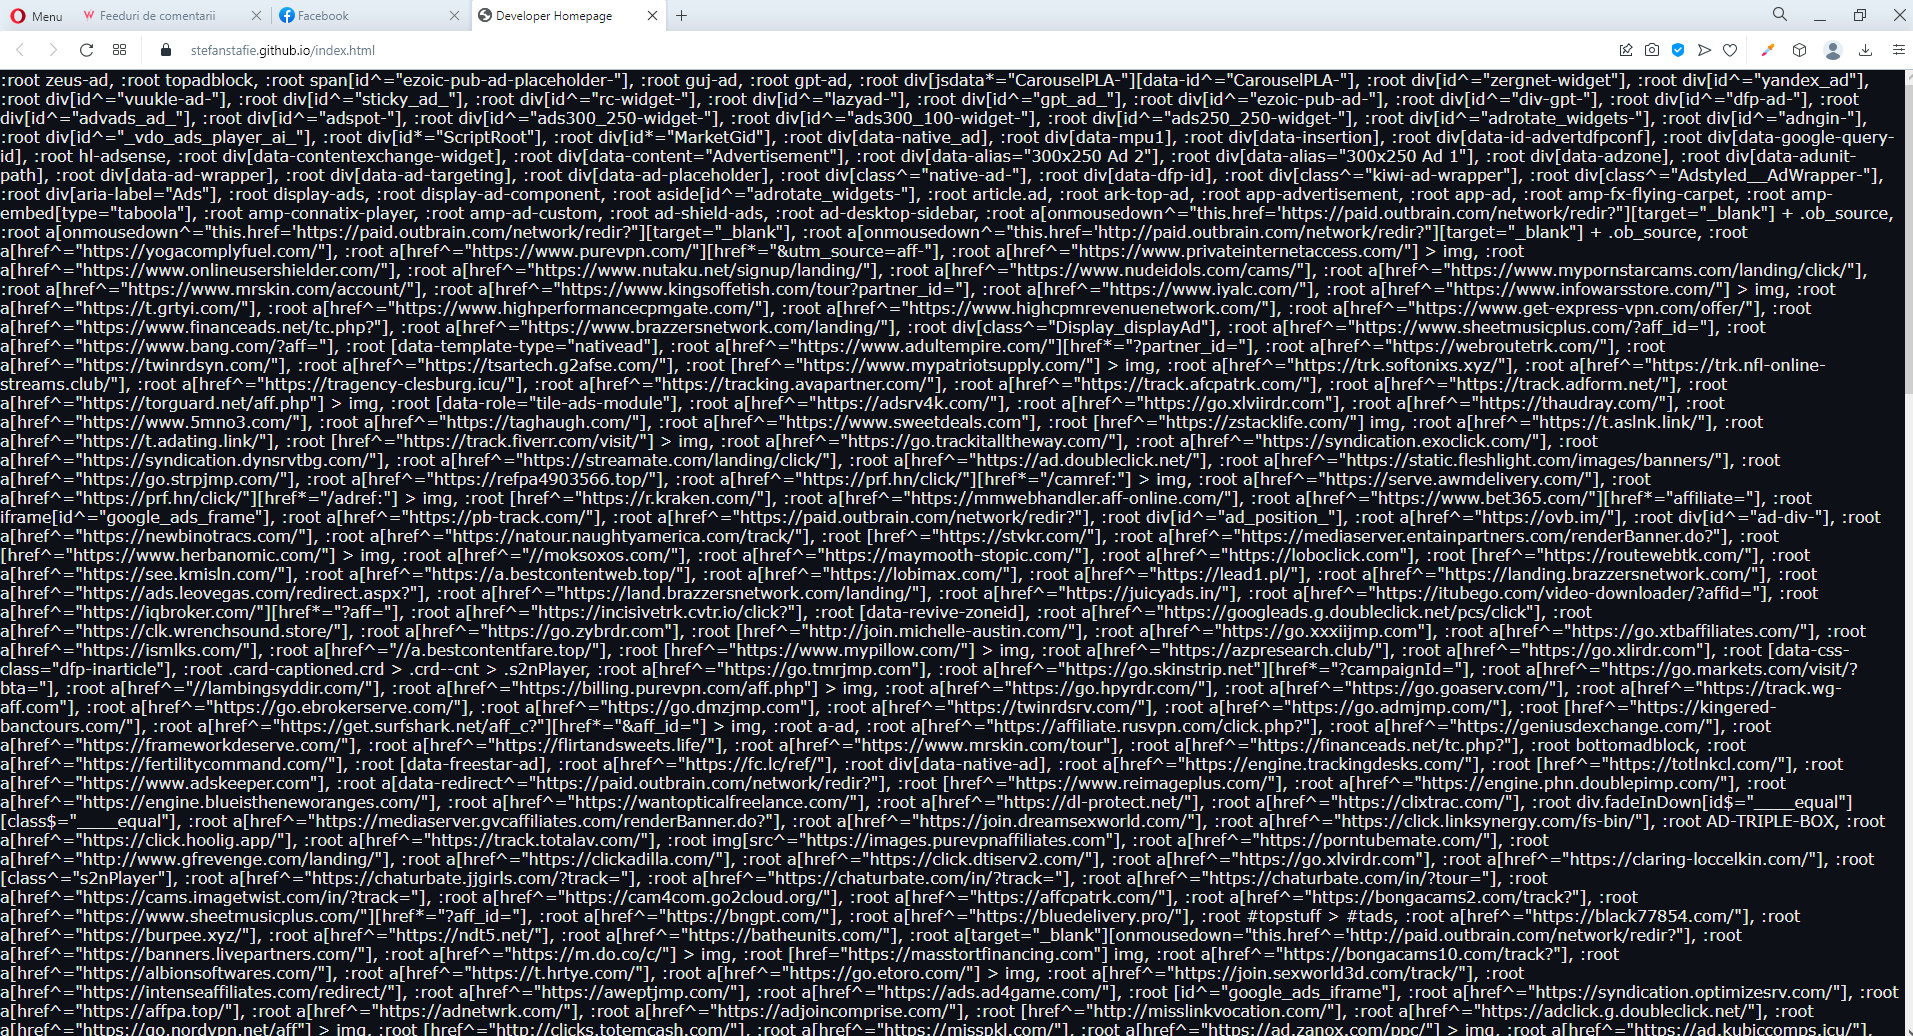 Menu
Feeduri de comentarii
Facebook
Developer Homepage
stefanstafie.github.io/index.html
:root zeus-ad, :root topadblock, :root span[id^="ezoic-pub-ad-placeholder-"], :root guj-ad, :root gpt-ad, :root div[jsdata*="CarouselPLA-"][data-id^="CarouselPLA-"], :root div[id^="zergnet-widget"], :root div[id^="yandex_ad"],
:root div[id^="vuukle-ad-"], :root div[id^="sticky_ad_"], :root div[id^="rc-widget-"], :root div[id^="lazyad-"], :root div[id^="gpt_ad_"], :root div[id^="ezoic-pub-ad-"], :root div[id^="div-gpt-"], :root div[id^="dfp-ad-"], :root
div[id^="advads_ad_"], :root div[id^="adspot-"], :root div[id^="ads300_250-widget-"], :root div[id^="ads300_100-widget-"], :root div[id^="ads250_250-widget-"], :root div[id^="adrotate_widgets-"], :root div[id^="adngin-"],
:root div[id^="_vdo_ads_player_ai_"], :root div[id*="ScriptRoot"], :root div[id*="MarketGid"], :root div[data-native_ad], :root div[data-mpu1], :root div[data-insertion], :root div[data-id-advertdfpconf], :root div[data-google-query-
id], :root hl-adsense, :root div[data-contentexchange-widget], :root div[data-content="Advertisement"], :root div[data-alias="300x250 Ad 2"], :root div[data-alias="300x250 Ad 1"], :root div[data-adzone], :root div[data-adunit-
path], :root div[data-ad-wrapper], :root div[data-ad-targeting], :root div[data-ad-placeholder], :root div[class^="native-ad-"], :root div[data-dfp-id], :root div[class^="kiwi-ad-wrapper"], :root div[class^="Adstyled__AdWrapper-"],
:root div[aria-label="Ads"], :root display-ads, :root display-ad-component, :root aside[id^="adrotate_widgets-"], :root article.ad, :root ark-top-ad, :root app-advertisement, :root app-ad, :root amp-fx-flying-carpet, :root amp-
embed[type="taboola"], :root amp-connatix-player, :root amp-ad-custom, :root ad-shield-ads, :root ad-desktop-sidebar, :root a[onmousedown^="this.href='https://paid.outbrain.com/network/redir?"][target="_blank"] + .ob_source,
:root a[onmousedown^="this.href='https://paid.outbrain.com/network/redir?"][target="_blank"], :root a[onmousedown^="this.href='http://paid.outbrain.com/network/redir?"][target="_blank"] + .ob_source, :root
a[href^="https://yogacomplyfuel.com/"], :root a[href^="https://www.purevpn.com/"][href*="&utm_source=aff-"], :root a[href^="https://www.privateinternetaccess.com/"] > img, :root
a[href^="https://www.onlineusershielder.com/"], :root a[href^="https://www.nutaku.net/signup/landing/"], :root a[href^="https://www.nudeidols.com/cams/"], :root a[href^="https://www.mypornstarcams.com/landing/click/"],
:root a[href^="https://www.mrskin.com/account/"], :root a[href^="https://www.kingsoffetish.com/tour?partner_id="], :root a[href^="https://www.iyalc.com/"], :root a[href^="https://www.infowarsstore.com/"] > img, :root
a[href^="https://t.grtyi.com/"], :root a[href^="https://www.highperformancecpmgate.com/"], :root a[href^="https://www.highcpmrevenuenetwork.com/"], :root a[href^="https://www.get-express-vpn.com/offer/"], :root
a[href^="https://www.financeads.net/tc.php?"], :root a[href^="https://www.brazzersnetwork.com/landing/"], :root div[class^="Display_displayAd"], :root a[href^="https://www.sheetmusicplus.com/?aff_id="], :root
a[href^="https://www.bang.com/?aff="], :root [data-template-type="nativead"], :root a[href^="https://www.adultempire.com/"][href*="?partner_id="], :root a[href^="https://webroutetrk.com/"], :root
a[href^="https://twinrdsyn.com/"], :root a[href^="https://tsartech.g2afse.com/"], :root [href^="https://www.mypatriotsupply.com/"] > img, :root a[href^="https://trk.softonixs.xyz/"], :root a[href^="https://trk.nfl-online-
streams.club/"], :root a[href^="https://tragency-clesburg.icu/"], :root a[href^="https://tracking.avapartner.com/"], :root a[href^="https://track.afcpatrk.com/"], :root a[href^="https://track.adform.net/"], :root
a[href^="https://torguard.net/aff.php"] > img, :root [data-role="tile-ads-module"], :root a[href^="https://adsrv4k.com/"], :root a[href^="https://go.xlviirdr.com"], :root a[href^="https://thaudray.com/"], :root
a[href^="https://www.5mno3.com/"], :root a[href^="https://taghaugh.com/"], :root a[href^="https://www.sweetdeals.com"], :root [href^="https://zstacklife.com/"] img, :root a[href^="https://t.aslnk.link/"], :root
a[href^="https://t.adating.link/"], :root [href^="https://track.fiverr.com/visit/"] > img, :root a[href^="https://go.trackitalltheway.com/"], :root a[href^="https://syndication.exoclick.com/"], :root
a[href^="https://syndication.dynsrvtbg.com/"], :root a[href^="https://streamate.com/landing/click/"], :root a[href^="https://ad.doubleclick.net/"], :root a[href^="https://static.fleshlight.com/images/banners/"], :root
a[href^="https://go.strpjmp.com/"], :root a[href^="https://refpa4903566.top/"], :root a[href^="https://prf.hn/click/"][href*="/camref:"] > img, :root a[href^="https://serve.awmdelivery.com/"], :root
a[href^="https://prf.hn/click/"][href*="/adref:"] > img, :root [href^="https://r.kraken.com/"], :root a[href^="https://mmwebhandler.aff-online.com/"], :root a[href^="https://www.bet365.com/"][href*="affiliate="], :root
iframe[id^="google_ads_frame"], :root a[href^="https://pb-track.com/"], :root a[href^="https://paid.outbrain.com/network/redir?"], :root div[id^="ad_position_"], :root a[href^="https://ovb.im/"], :root div[id^="ad-div-"], :root
a[href^="https://newbinotracs.com/"], :root a[href^="https://natour.naughtyamerica.com/track/"], :root [href^="https://stvkr.com/"], :root a[href^="https://mediaserver.entainpartners.com/renderBanner.do?"], :root
[href^="https://www.herbanomic.com/"] > img, :root a[href^="//moksoxos.com/"], :root a[href^="https://maymooth-stopic.com/"], :root a[href^="https://loboclick.com"], :root [href^="https://routewebtk.com/"], :root
a[href^="https://see.kmisln.com/"], :root a[href^="https://a.bestcontentweb.top/"], :root a[href^="https://lobimax.com/"], :root a[href^="https://lead1.pl/"], :root a[href^="https://landing.brazzersnetwork.com/"], :root
a[href^="https://ads.leovegas.com/redirect.aspx?"], :root a[href^="https://land.brazzersnetwork.com/landing/"], :root a[href^="https://juicyads.in/"], :root a[href^="https://itubego.com/video-downloader/?affid="], :root
a[href^="https://iqbroker.com/"][href*="?aff="], :root a[href^="https://incisivetrk.cvtr.io/click?"], :root [data-revive-zoneid], :root a[href^="https://googleads.g.doubleclick.net/pcs/click"], :root
a[href^="https://clk.wrenchsound.store/"], :root a[href^="https://go.zybrdr.com"], :root [href^="http://join.michelle-austin.com/"], :root a[href^="https://go.xxxiijmp.com"], :root a[href^="https://go.xtbaffiliates.com/"], :root
a[href^="https://ismlks.com/"], :root a[href^="//a.bestcontentfare.top/"], :root [href^="https://www.mypillow.com/"] > img, :root a[href^="https://azpresearch.club/"], :root a[href^="https://go.xlirdr.com"], :root [data-css-
class="dfp-inarticle"], :root .card-captioned.crd > .crd--cnt > .s2nPlayer, :root a[href^="https://go.tmrjmp.com"], :root a[href^="https://go.skinstrip.net"][href*="?campaignId="], :root a[href^="https://go.markets.com/visit/?
bta="], :root a[href^="//lambingsyddir.com/"], :root a[href^="https://billing.purevpn.com/aff.php"] > img, :root a[href^="https://go.hpyrdr.com/"], :root a[href^="https://go.goaserv.com/"], :root a[href^="https://track.wg-
aff.com"], :root a[href^="https://go.ebrokerserve.com/"], :root a[href^="https://go.dmzjmp.com"], :root a[href^="https://twinrdsrv.com/"], :root a[href^="https://go.admjmp.com"], :root [href^="https://kingered-
banctours.com/"], :root a[href^="https://get.surfshark.net/aff_c?"][href*="&aff_id="] > img, :root a-ad, :root a[href^="https://affiliate.rusvpn.com/click.php?"], :root a[href^="https://geniusdexchange.com/"], :root
a[href^="https://frameworkdeserve.com/"], :root a[href^="https://flirtandsweets.life/"], :root a[href^="https://www.mrskin.com/tour"], :root a[href^="https://financeads.net/tc.php?"], :root bottomadblock, :root
a[href^="https://fertilitycommand.com/"], :root [data-freestar-ad], :root a[href^="https://fc.lc/ref/"], :root div[data-native-ad], :root a[href^="https://engine.trackingdesks.com/"], :root [href^="https://totlnkcl.com/"], :root
a[href^="https://www.adskeeper.com"], :root a[data-redirect^="https://paid.outbrain.com/network/redir?"], :root [href^="https://www.reimageplus.com/"], :root a[href^="https://engine.phn.doublepimp.com/"], :root
a[href^="https://engine.blueistheneworanges.com/"], :root a[href^="https://wantopticalfreelance.com/"], :root a[href^="https://dl-protect.net/"], :root a[href^="https://clixtrac.com/"], :root div.fadeInDown[id$="_____equal"]
[class$="_____equal"], :root a[href^="https://mediaserver.gvcaffiliates.com/renderBanner.do?"], :root a[href^="https://join.dreamsexworld.com/"], :root a[href^="https://click.linksynergy.com/fs-bin/"], :root AD-TRIPLE-BOX, :root
a[href^="https://click.hoolig.app/"], :root a[href^="https://track.totalav.com/"], :root img[src^="https://images.purevpnaffiliates.com"], :root a[href^="https://porntubemate.com/"], :root
a[href^="http://www.gfrevenge.com/landing/"], :root a[href^="https://clickadilla.com/"], :root a[href^="https://click.dtiserv2.com/"], :root a[href^="https://go.xlvirdr.com"], :root a[href^="https://claring-loccelkin.com/"], :root
[class^="s2nPlayer"], :root a[href^="https://chaturbate.jjgirls.com/?track="], :root a[href^="https://chaturbate.com/in/?track="], :root a[href^="https://chaturbate.com/in/?tour="], :root
a[href^="https://cams.imagetwist.com/in/?track="], :root a[href^="https://cam4com.go2cloud.org/"], :root a[href^="https://affcpatrk.com/"], :root a[href^="https://bongacams2.com/track?"], :root
a[href^="https://www.sheetmusicplus.com/"][href*="?aff_id="], :root a[href^="https://bngpt.com/"], :root a[href^="https://bluedelivery.pro/"], :root #topstuff > #tads, :root a[href^="https://black77854.com/"], :root
a[href^="https://burpee.xyz/"], :root a[href^="https://ndt5.net/"], :root a[href^="https://batheunits.com/"], :root a[target="_blank"][onmousedown="this.href^='http://paid.outbrain.com/network/redir?"], :root
a[href^="https://banners.livepartners.com/"], :root a[href^="https://m.do.co/c/"] > img, :root [href="https://masstortfinancing.com"] img, :root a[href^="https://bongacams10.com/track?"], :root
a[href^="https://albionsoftwares.com/"], :root a[href^="https://t.hrtye.com/"], :root a[href^="https://go.etoro.com/"] > img, :root a[href^="https://join.sexworld3d.com/track/"], :root
a[href^="https://intenseaffiliates.com/redirect/"], :root a[href^="https://aweptjmp.com/"], :root a[href^="https://ads.ad4game.com/"], :root [id^="google_ads_iframe"], :root a[href^="https://syndication.optimizesrv.com/"], :root
a[href^="https://affpa.top/"], :root a[href^="https://adnetwrk.com/"], :root a[href^="https://adjoincomprise.com/"], :root [href^="http://misslinkvocation.com/"], :root a[href^="https://adclick.g.doubleclick.net/"], :root
a[href^="https://go.nordvpn.net/aff"] > img, :root [href^="http://clicks.totemcash.com/"], :root a[href^="https://misspkl.com/"], :root a[href^="https://ad.zanox.com/ppc/"] > img, :root a[href^="https://ad.kubiccomps.icu/"],